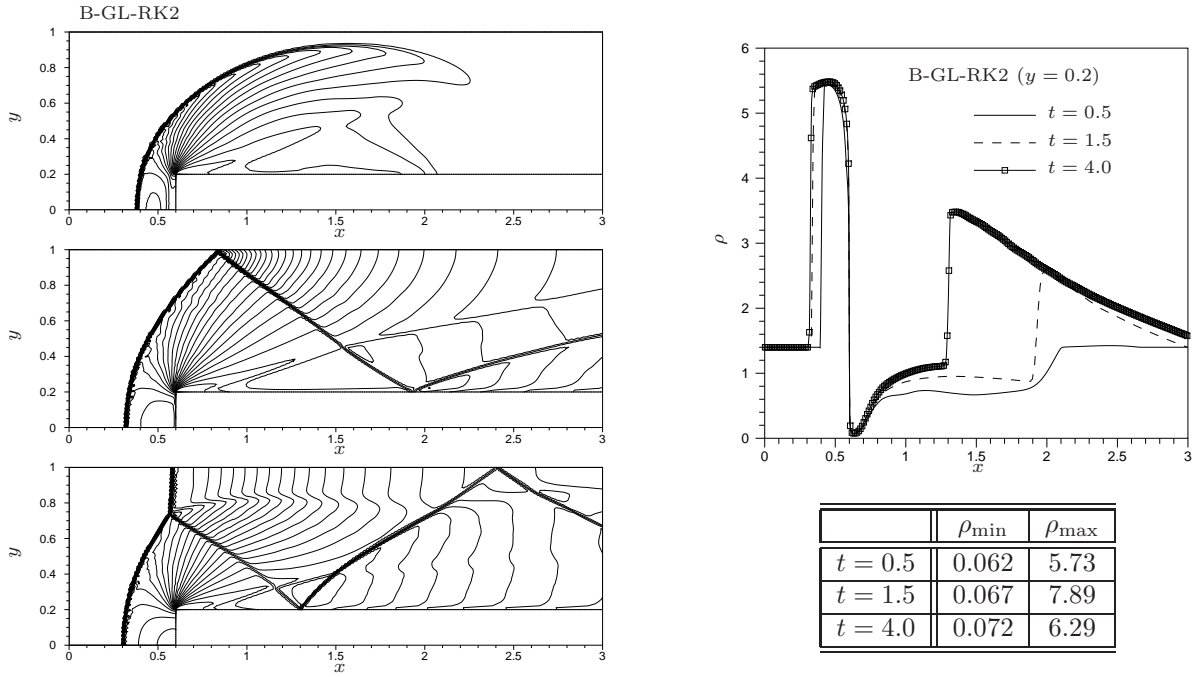 B-GL-RK2
1
0.8
0.6
y
0.4
0.2
0
0 0.5 1 1.5 2 2.5 3
x
1
0.8
0.6
y
0.4
0.2
0
0 0.5 1 1.5 2 2.5 3
x
1
0.8
0.6
y
0.4
0.2
0
0 0.5 1 1.5 2 2.5 3
x
6
B-GL-RK2 (y = 0.2)
t = 0.5
t = 1.5
t = 4.0
5
4
ρ
3
2
1
0
0 0.5 1 1.5 2 2.5 3
x
ρmin ρmax
t = 0.5 0.062 5.73
t = 1.5 0.067 7.89
t = 4.0 0.072 6.29